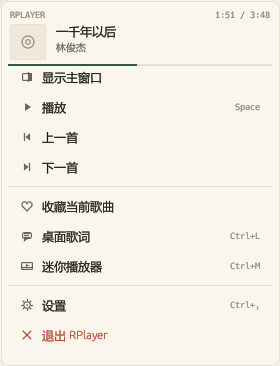 RPLAYER 1:51 / 3:48
一千年以后
林俊杰
显示主窗口
播放 Space
上一首
下一首
收藏当前歌曲
桌面歌词 Ctrl+L
迷你播放器 Ctrl+M
设置 Ctrl+,
退出 RPlayer